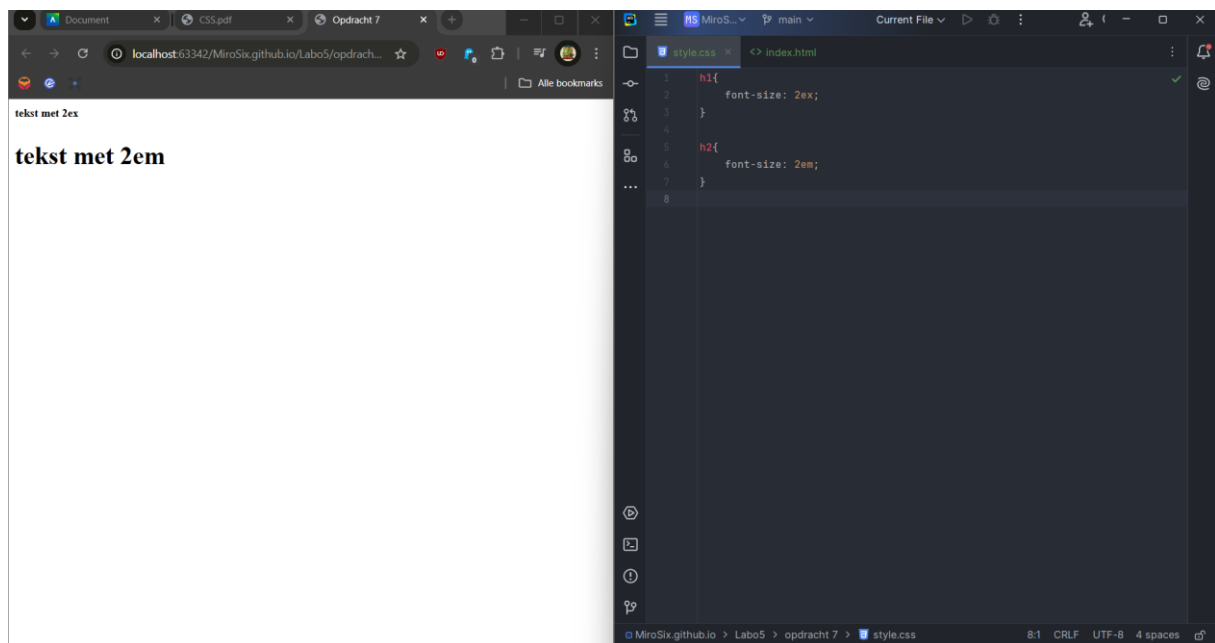 Document
CSS.pdf
Opdracht 7
localhost:63342/MiroSix.github.io/Labo5/opdrach...
Alle bookmarks
tekst met 2ex
tekst met 2em
MS MiroS... main Current File
style.css index.html
1 h1{
2 font-size: 2ex;
3 }
4
5 h2{
6 font-size: 2em;
7 }
8
MiroSix.github.io > Labo5 > opdracht 7 > style.css 8:1 CRLF UTF-8 4 spaces